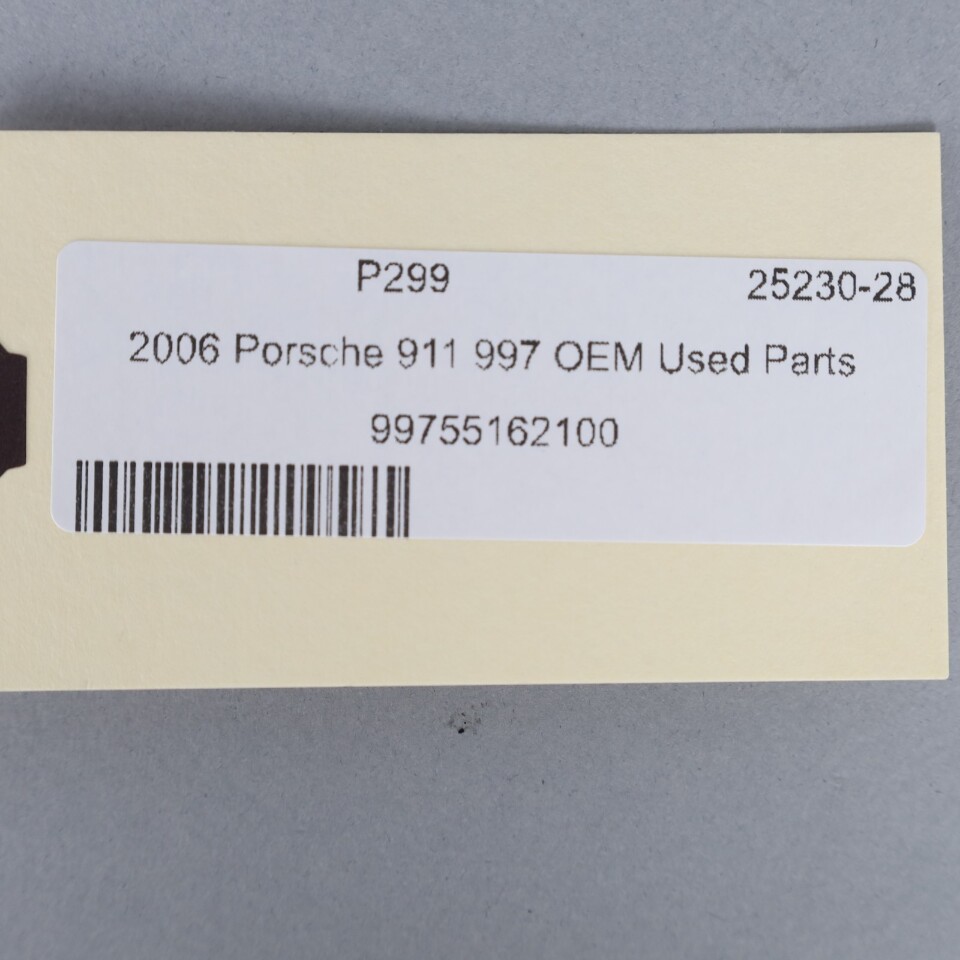 P299 25230-28
2006 Porsche 911 997 OEM Used Parts
99755162100